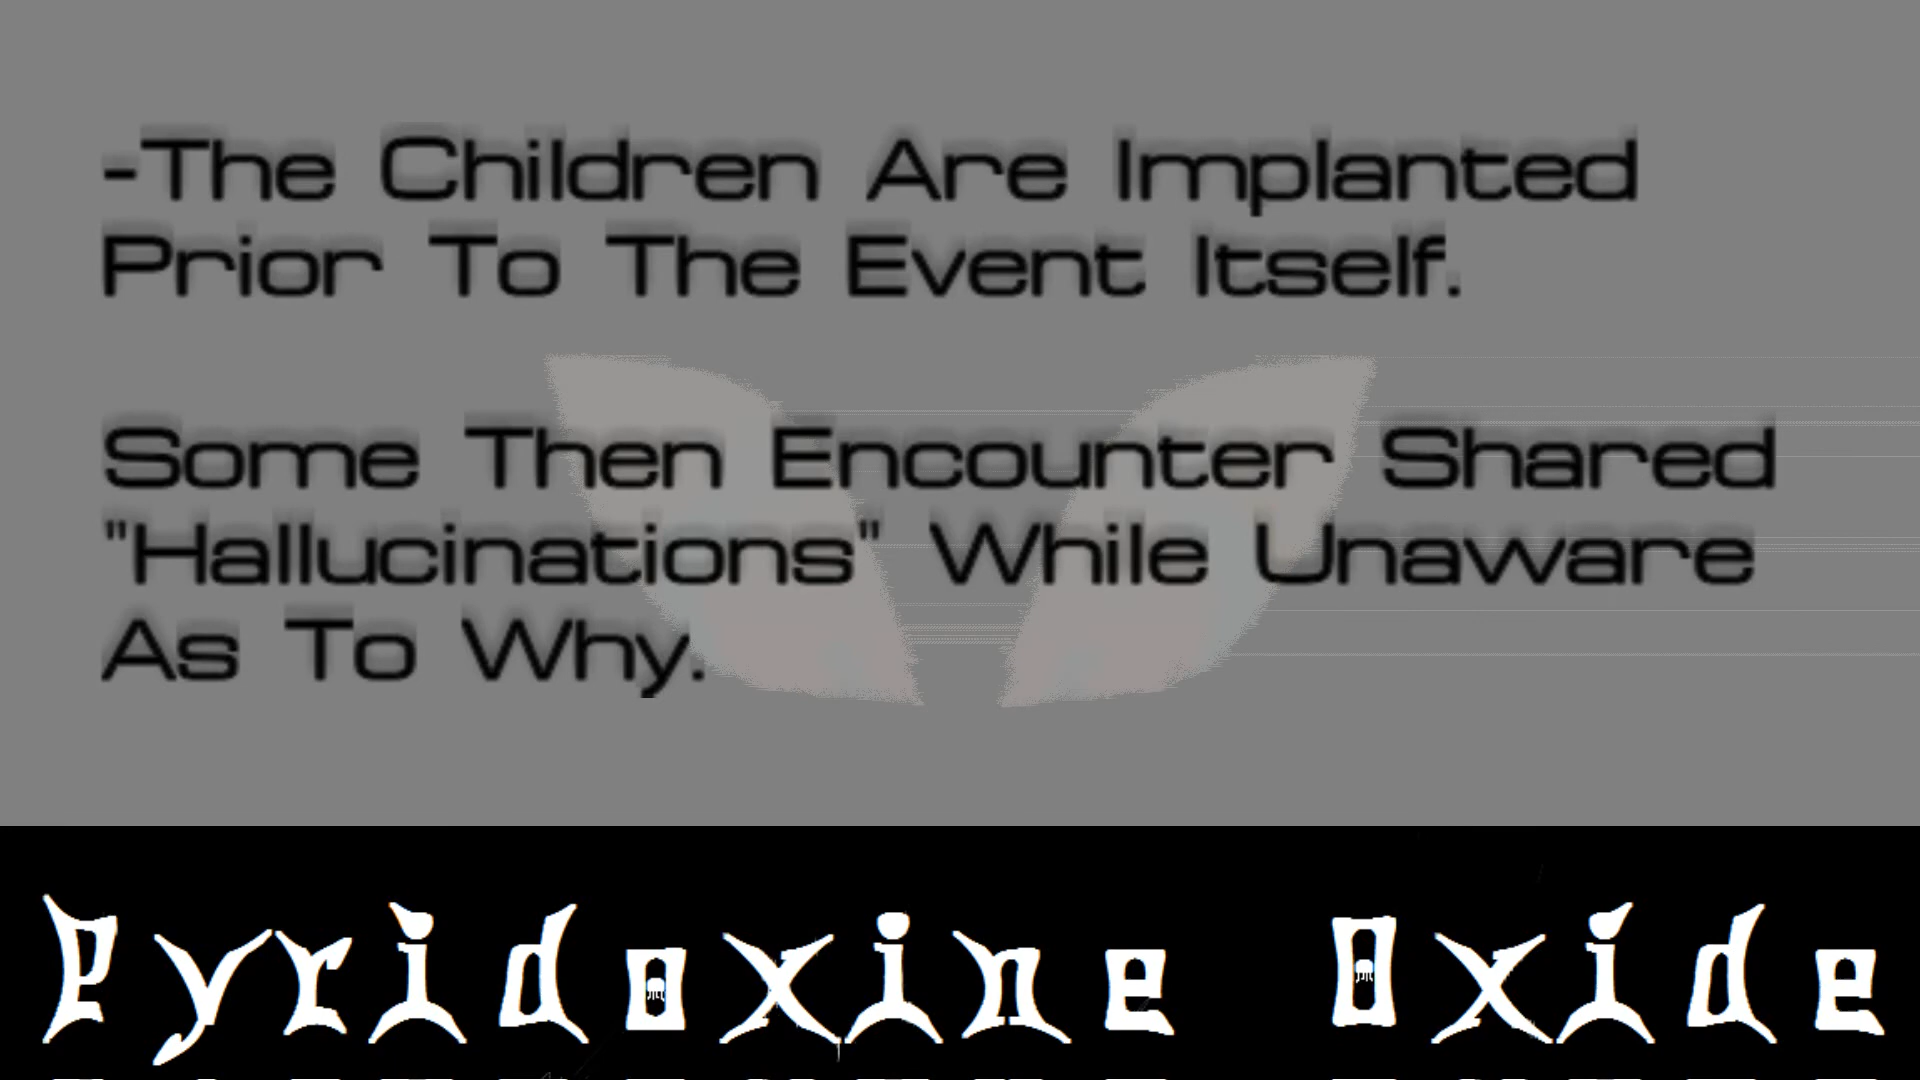 -The Children Are Implanted
Prior To The Event Itself.
Some Then Encounter Shared
"Hallucinations" While Unaware
As To Why.
Pyridoxine Oxide